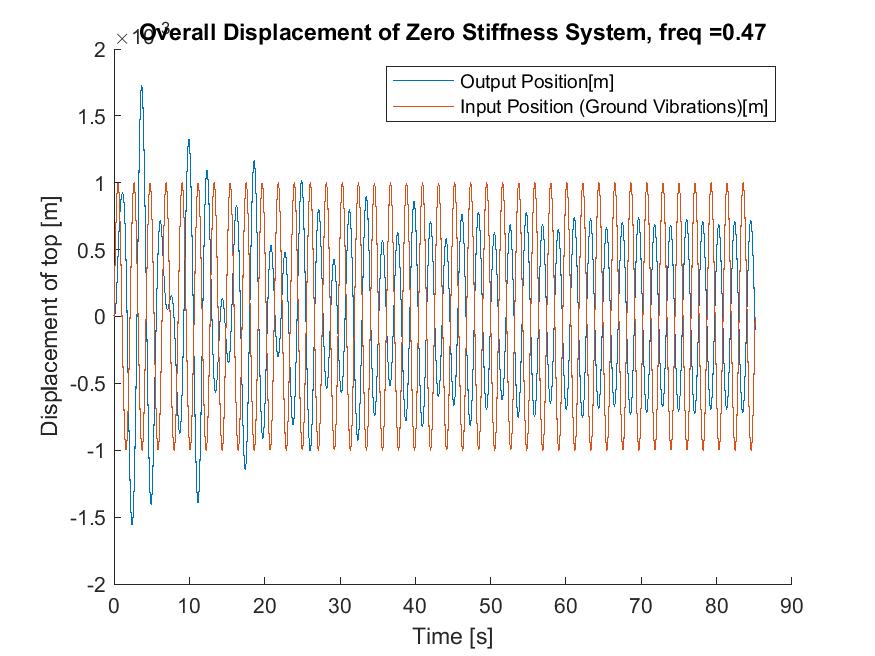 ×10-3
Overall Displacement of Zero Stiffness System, freq =0.47
2
1.5
1
0.5
0
-0.5
-1
-1.5
-2
Displacement of top [m]
Output Position[m]
Input Position (Ground Vibrations)[m]
0 10 20 30 40 50 60 70 80 90
Time [s]